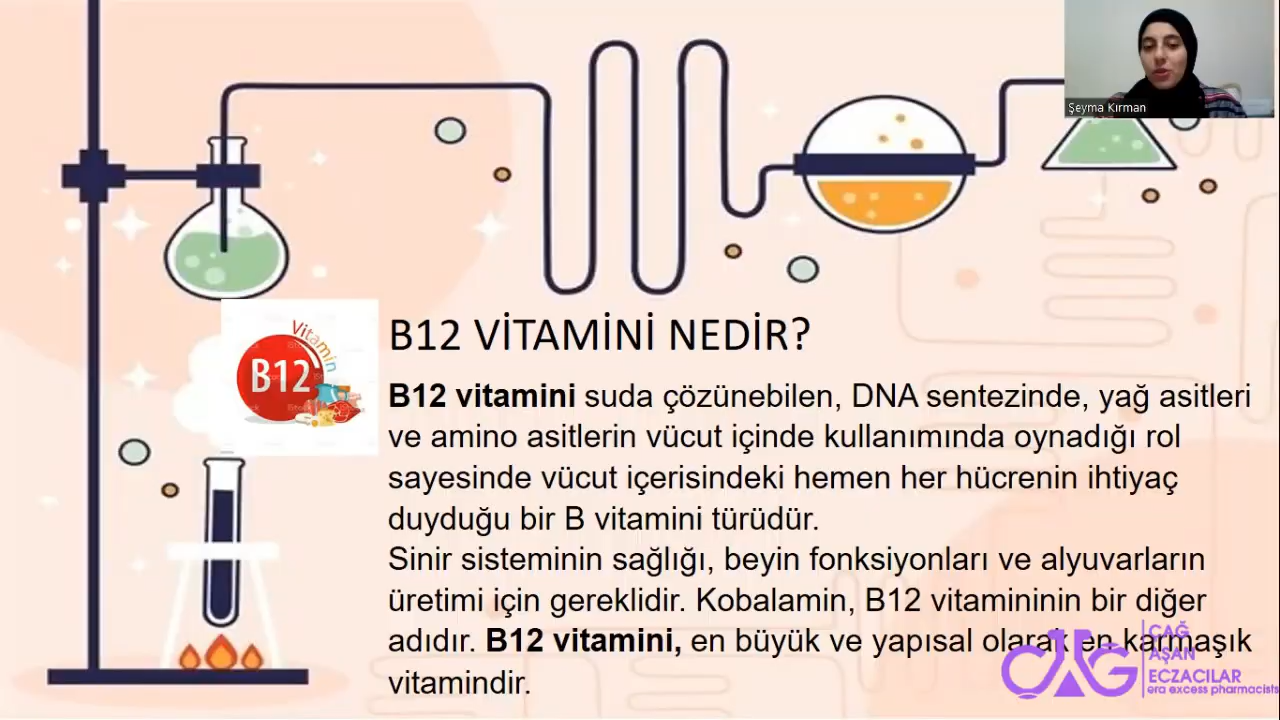 Şeyma Kırman
Vitamin
B12
B12 VİTAMİNİ NEDİR?
B12 vitamini suda çözünebilen, DNA sentezinde, yağ asitleri
ve amino asitlerin vücut içinde kullanımında oynadığı rol
sayesinde vücut içerisindeki hemen her hücrenin ihtiyaç
duyduğu bir B vitamini türüdür.
Sinir sisteminin sağlığı, beyin fonksiyonları ve alyuvarların
üretimi için gereklidir. Kobalamin, B12 vitamininin bir diğer
adıdır. B12 vitamini, en büyük ve yapısal olarak en karmaşık
vitamindir.
ÇAĞ
ÇAĞ
AŞAN
ECZACILAR
era excess pharmacists